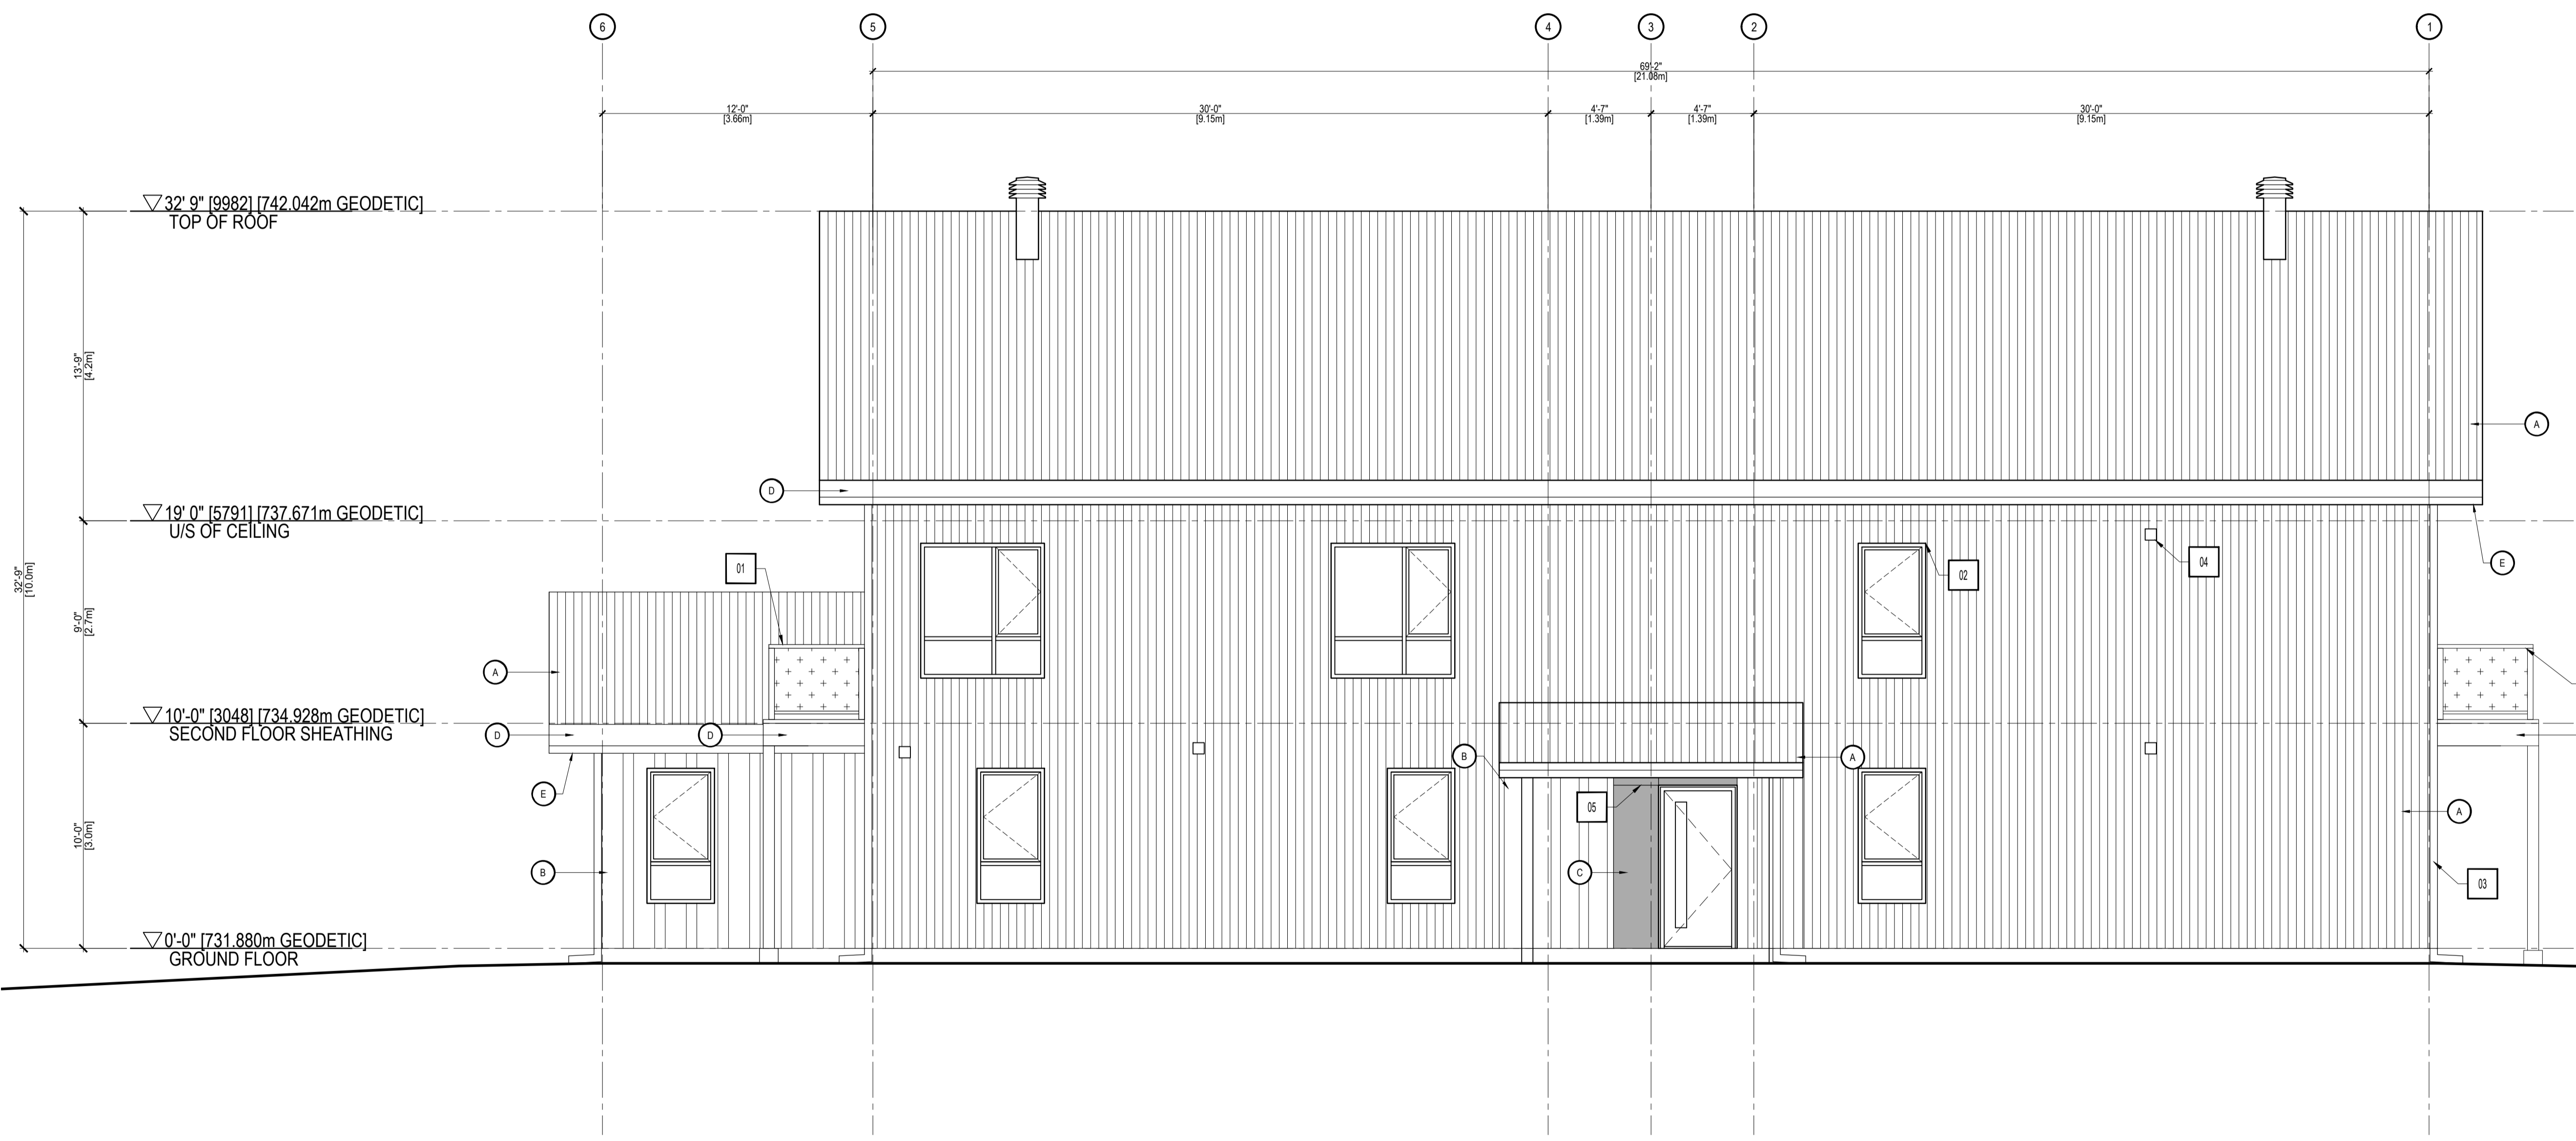 6
5
4
3
2
1
69'-2"
[21.08m]
12'-0"
[3.66m]
30'-0"
[9.15m]
4'-7"
[1.39m]
4'-7"
[1.39m]
30'-0"
[9.15m]
32' 9" [9982] [742.042m GEODETIC]
TOP OF ROOF
13'-9"
[4.2m]
A
D
19' 0" [5791] [737.671m GEODETIC]
U/S OF CEILING
01
02
04
E
32'-9"
[10.0m]
9'-0"
[2.7m]
A
10'-0" [3048] [734.928m GEODETIC]
SECOND FLOOR SHEATHING
D
D
B
A
E
05
A
10'-0"
[3.0m]
B
C
03
0'-0" [731.880m GEODETIC]
GROUND FLOOR